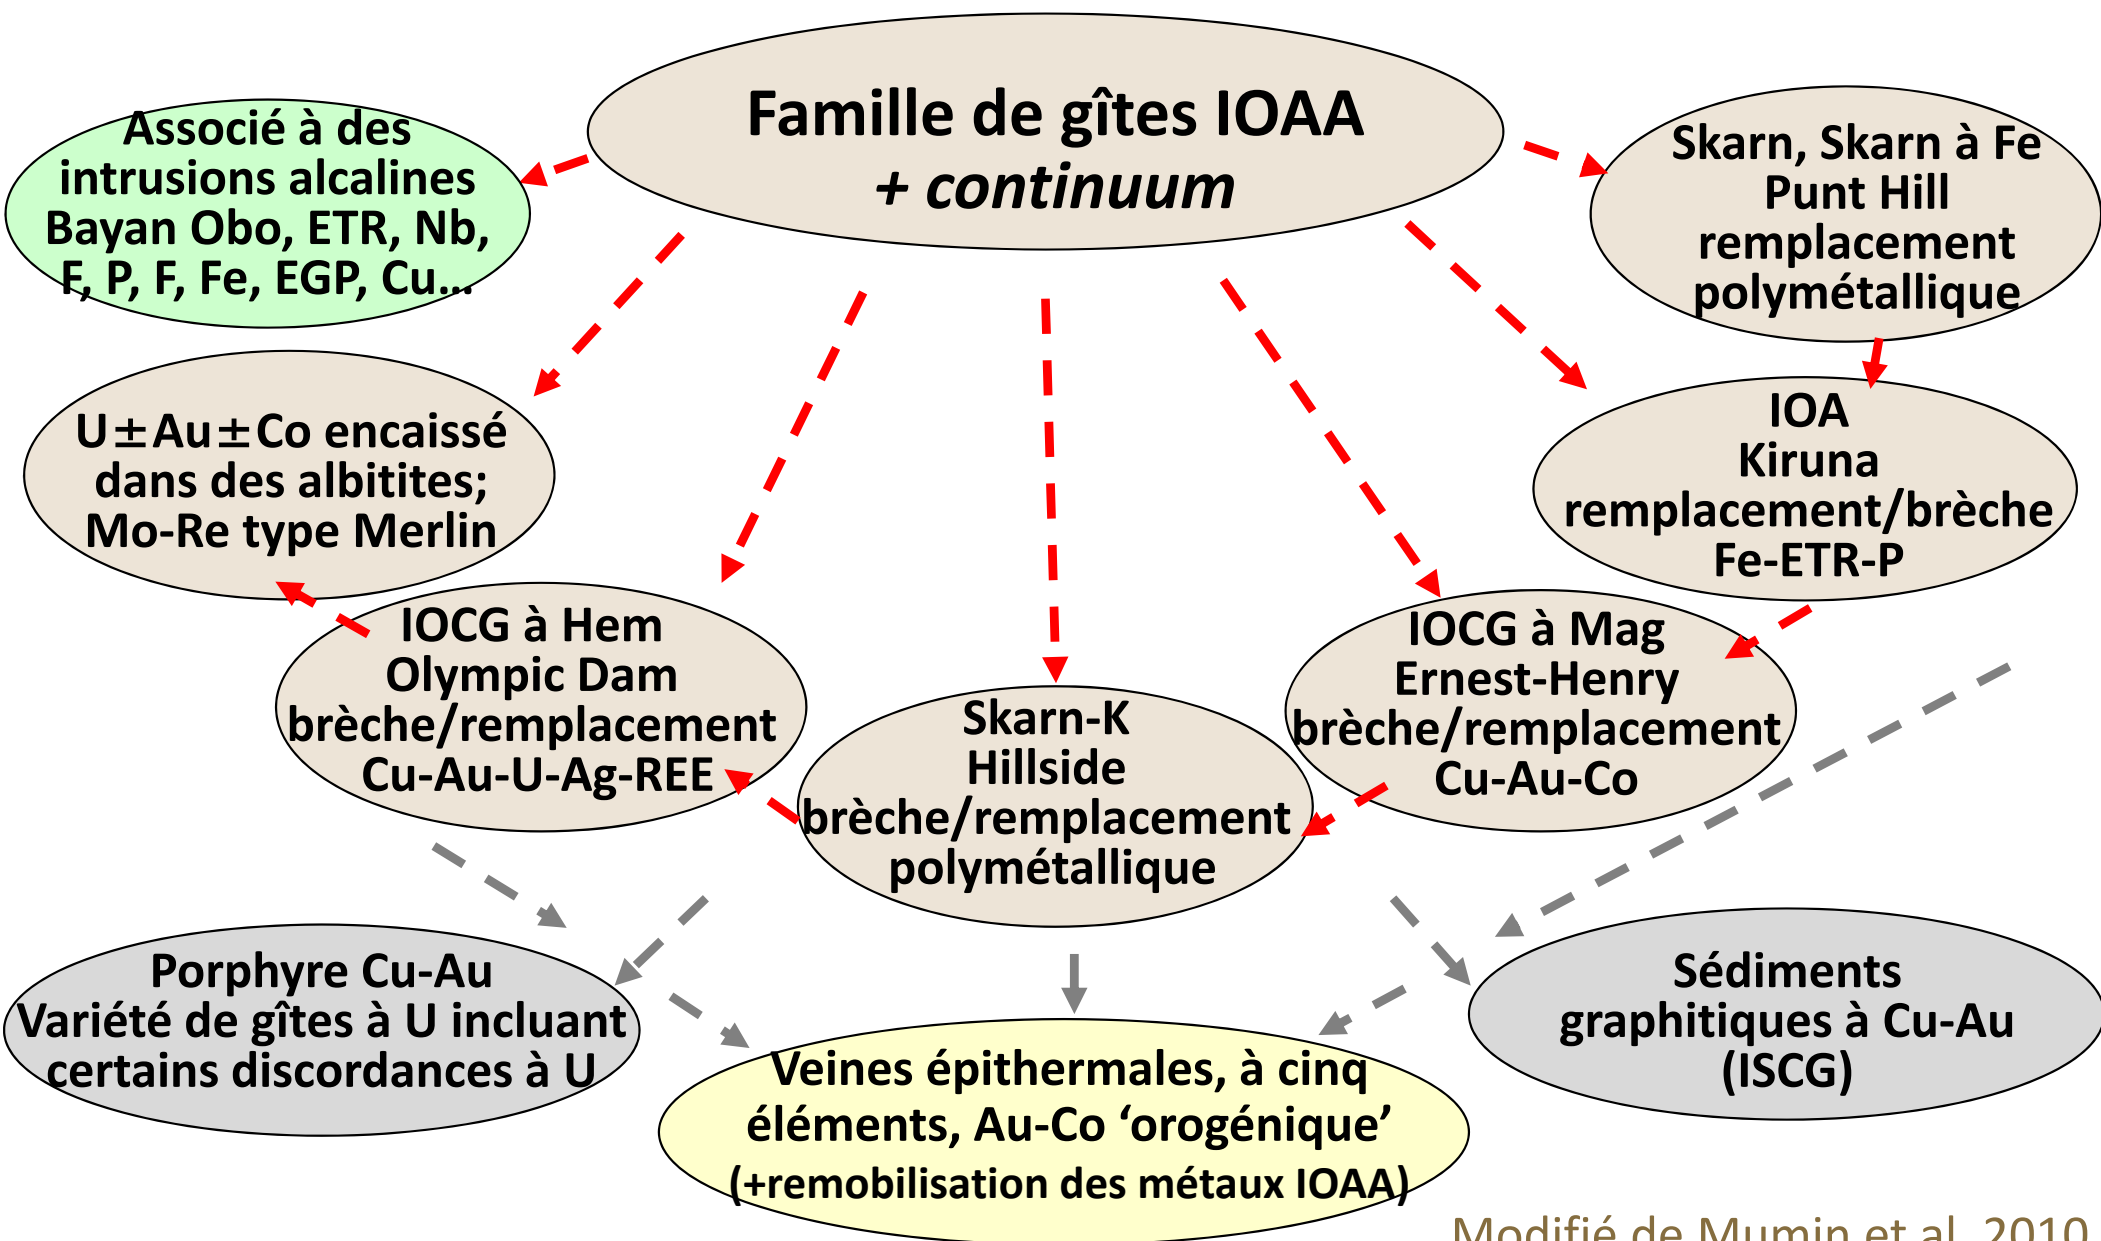 Famille de gîtes IOAA
+ continuum
Associé à des
intrusions alcalines
Bayan Obo, ETR, Nb,
F, P, F, Fe, EGP, Cu...
Skarn, Skarn à Fe
Punt Hill
remplacement
polymétallique
U±Au±Co encaissé
dans des albitites;
Mo-Re type Merlin
IOA
Kiruna
remplacement/brèche
Fe-ETR-P
IOCG à Hem
Olympic Dam
brèche/remplacement
Cu-Au-U-Ag-REE
Skarn-K
Hillside
brèche/remplacement
polymétallique
IOCG à Mag
Ernest-Henry
brèche/remplacement
Cu-Au-Co
Porphyre Cu-Au
Variété de gîtes à U incluant
certains discordances à U
Veines épithermales, à cinq
éléments, Au-Co ‘orogénique’
(+remobilisation des métaux IOAA)
Sédiments
graphitiques à Cu-Au
(ISCG)
Modifié de Mumin et al. 2010